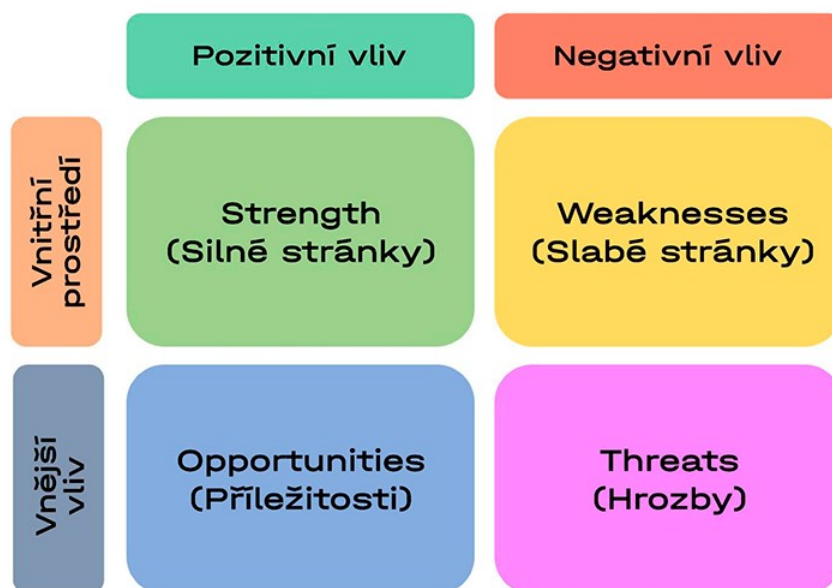 Pozitivní vliv
Negativní vliv
Vnitřní
prostředí
Strength
(Silné stránky)
Weaknesses
(Slabé stránky)
Vnější
vliv
Opportunities
(Příležitosti)
Threats
(Hrozby)